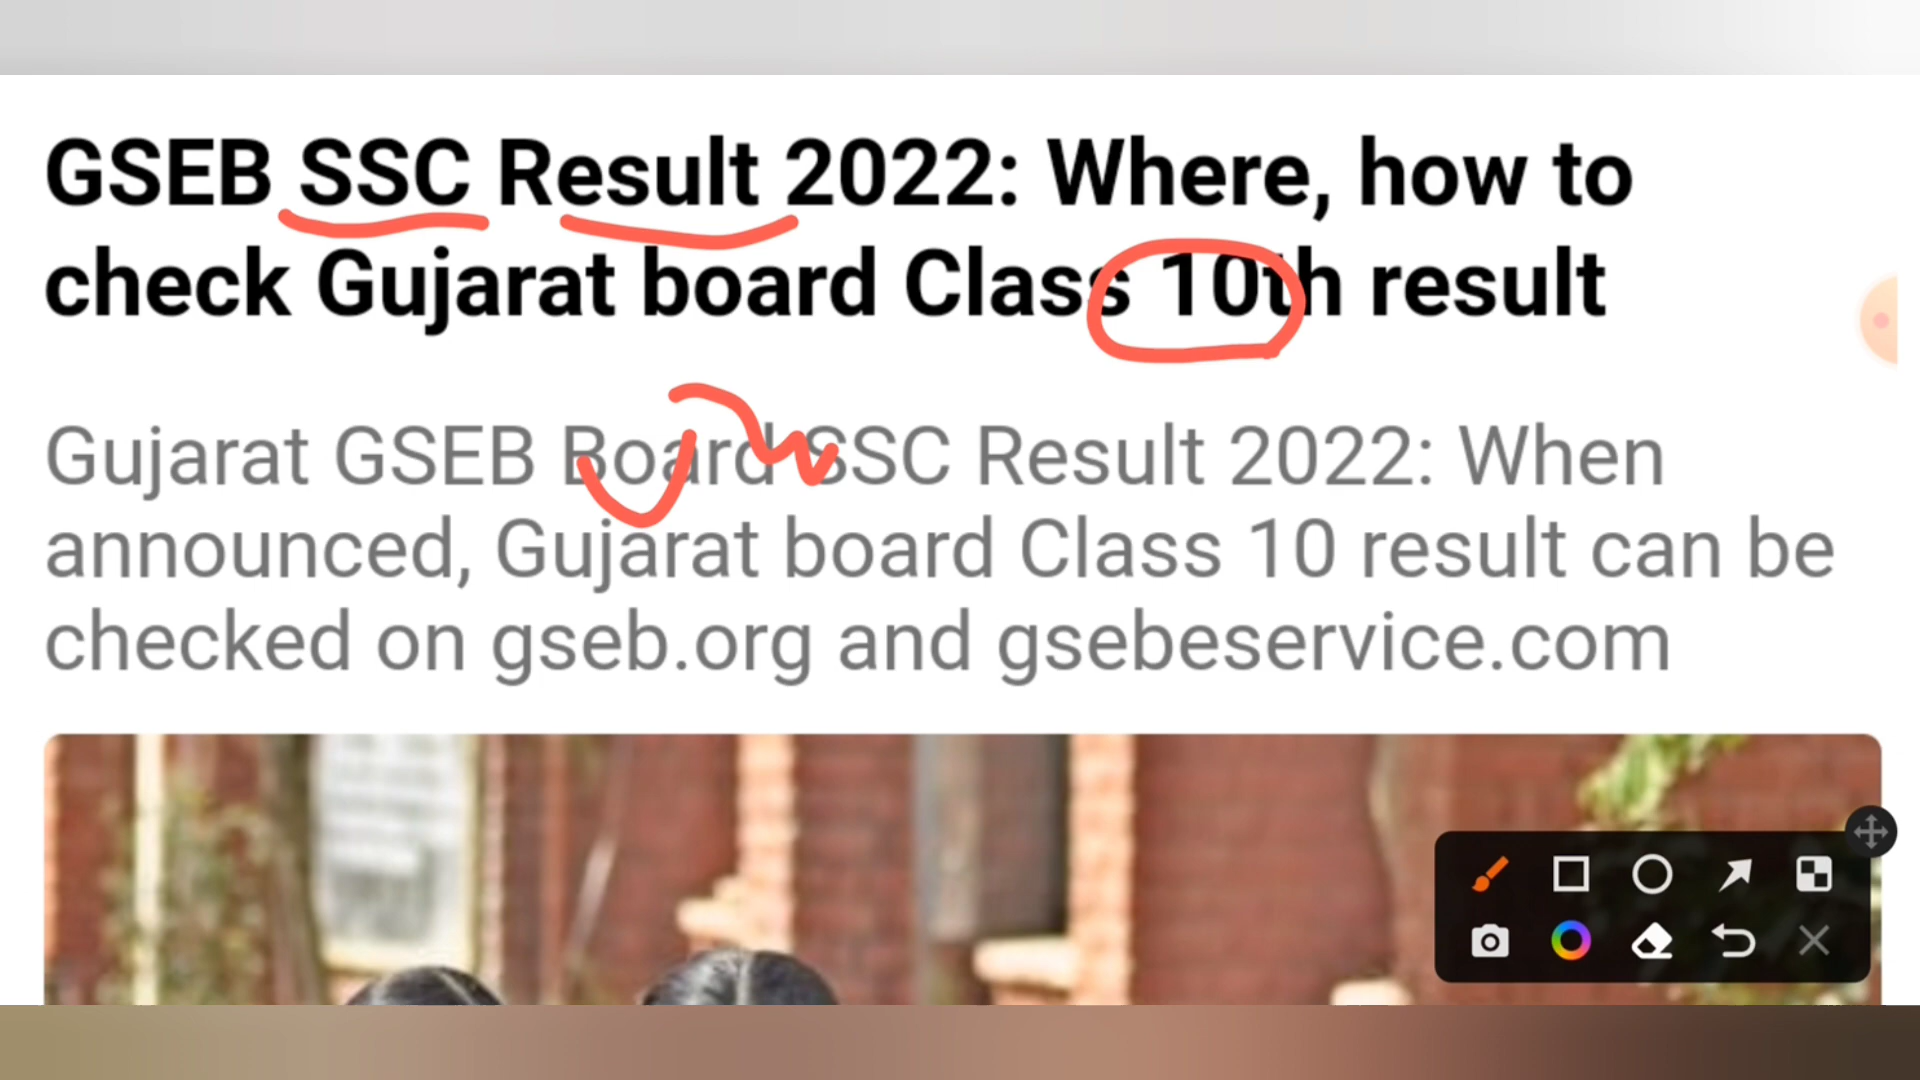 GSEB SSC Result 2022: Where, how to
check Gujarat board Class 10th result
Gujarat GSEB Board SSC Result 2022: When
announced, Gujarat board Class 10 result can be
checked on gseb.org and gsebeservice.com